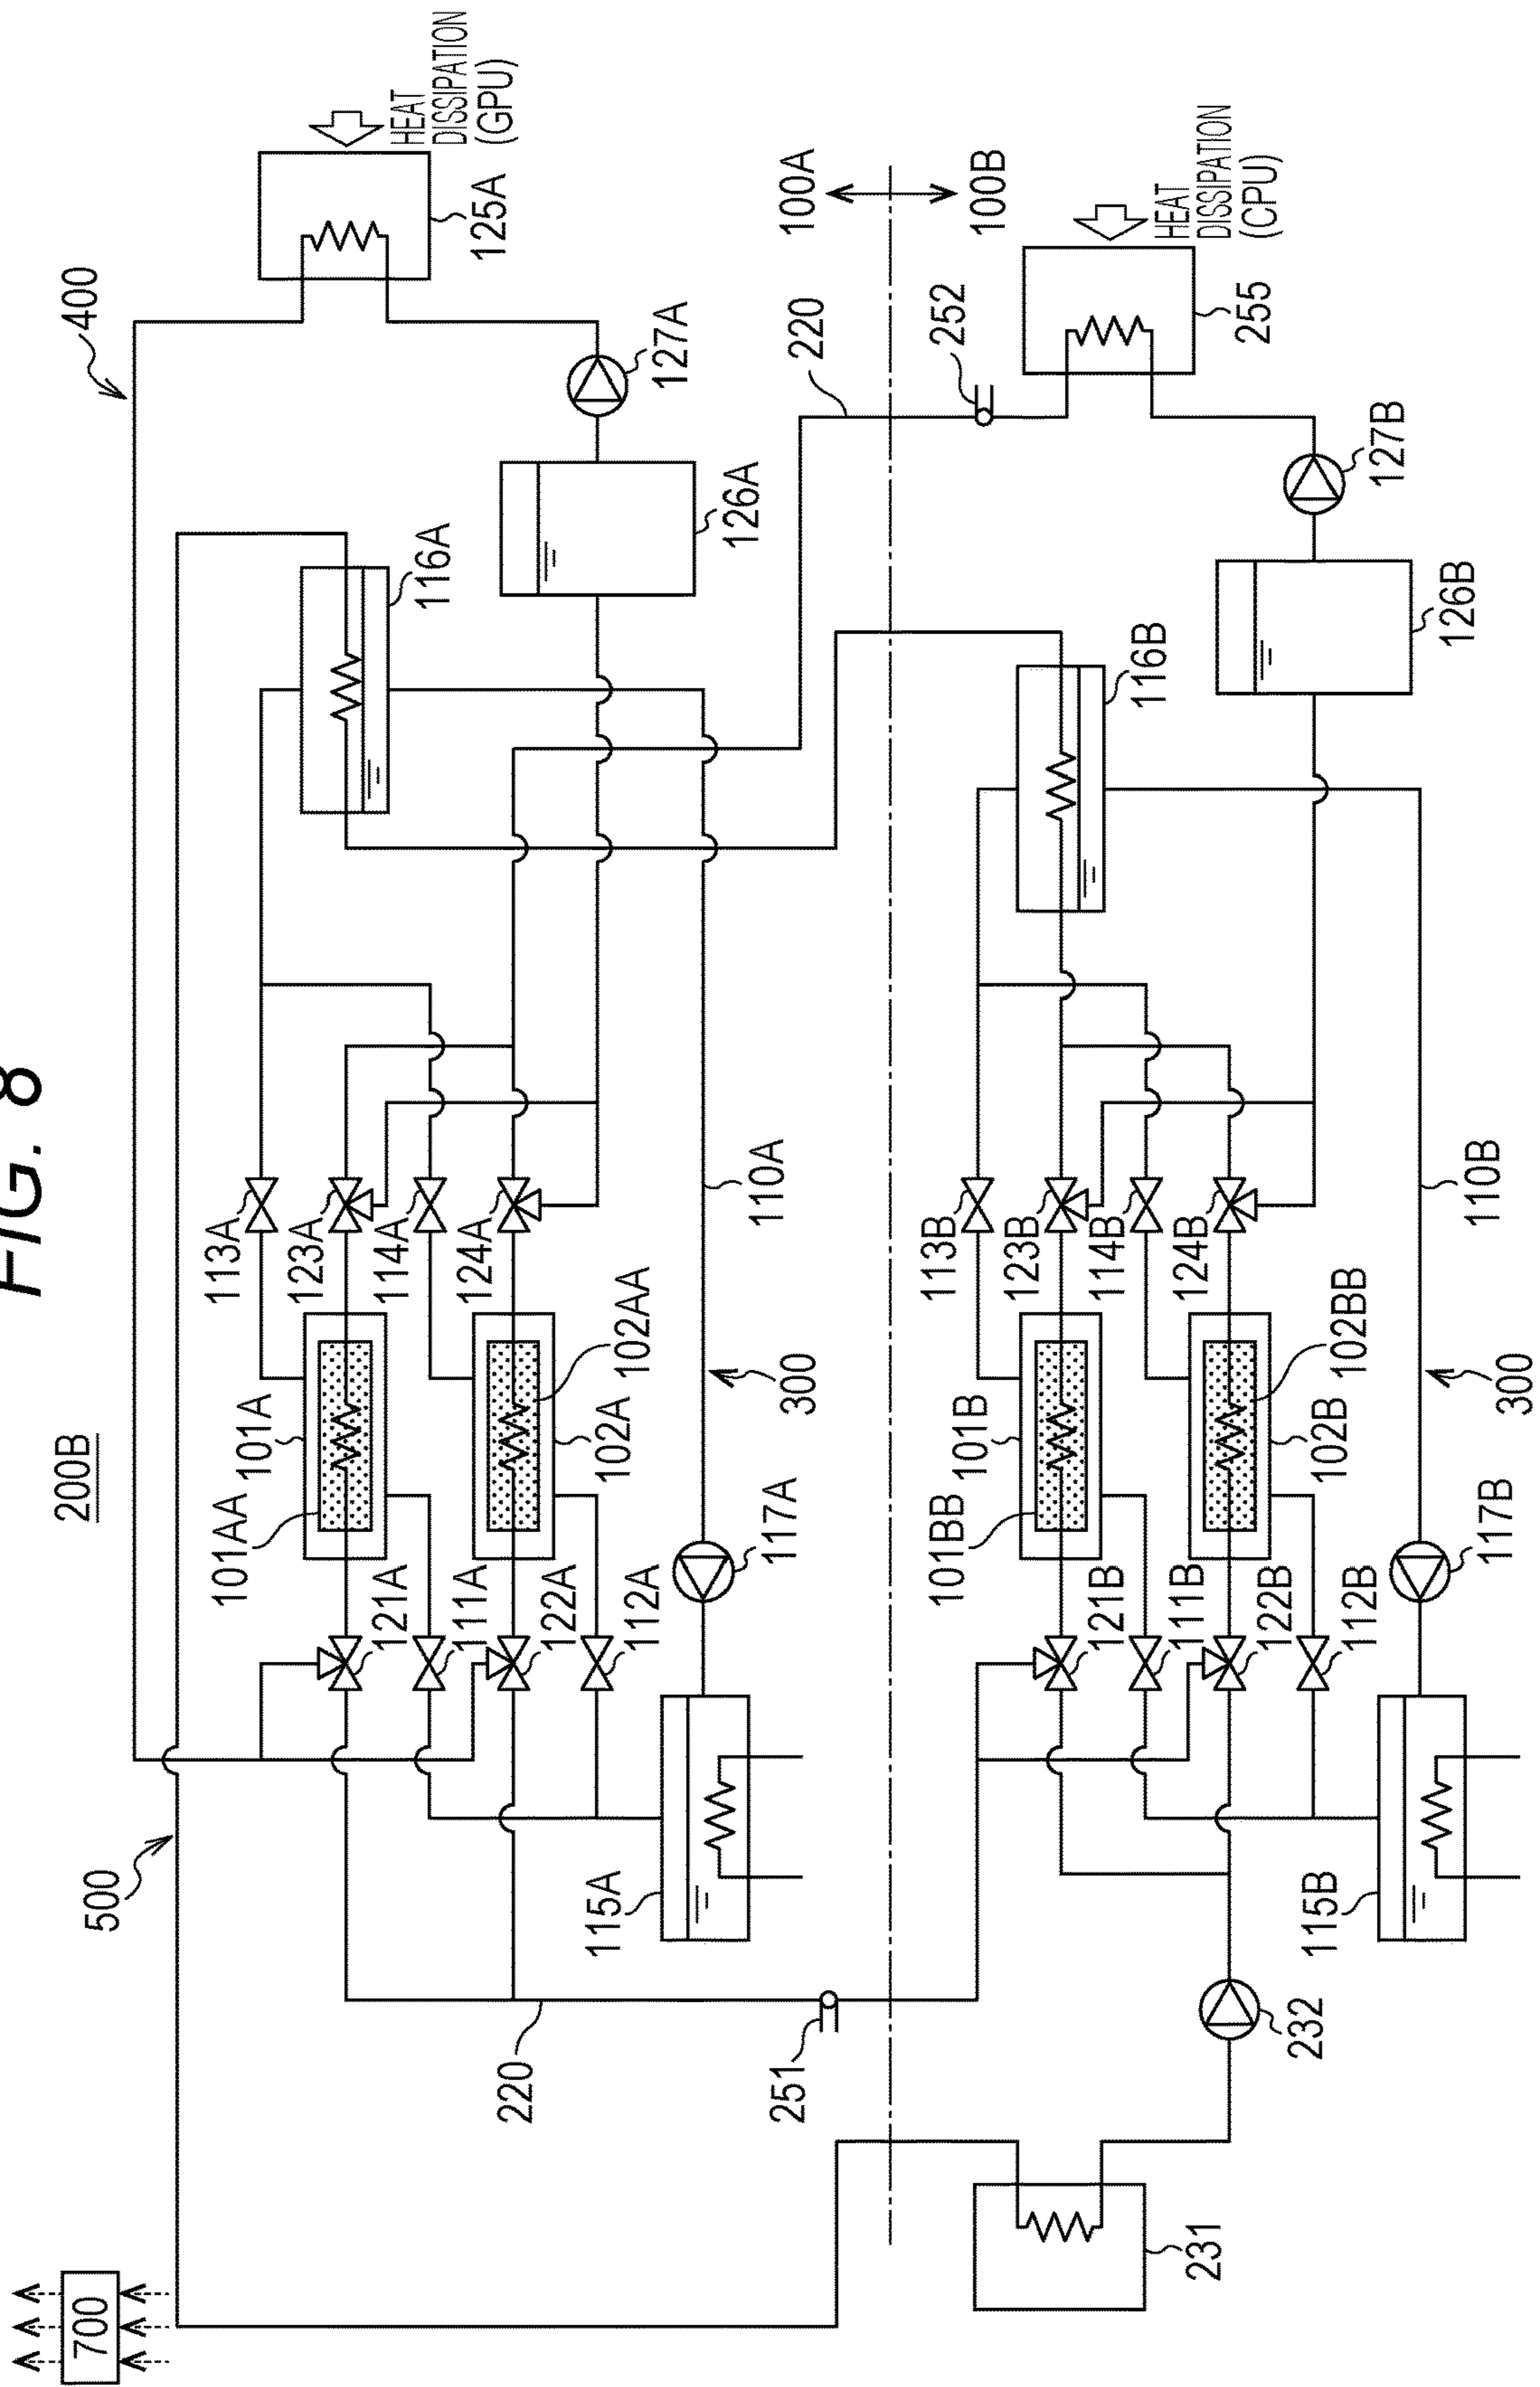 FIG. 8
700
200B
400
500
113A
101AA
101A
123A
121A
114A
116A
HEAT
DISSIPATION
(GPU)
125A
111A
124A
122A
102A
102AA
112A
127A
126A
115A
220
110A
117A
300
220
251
100A
100B
252
113B
101BB
101B
123B
121B
114B
116B
HEAT
DISSIPATION
(CPU)
255
111B
124B
231
122B
102B
102BB
232
112B
127B
126B
115B
110B
117B
300